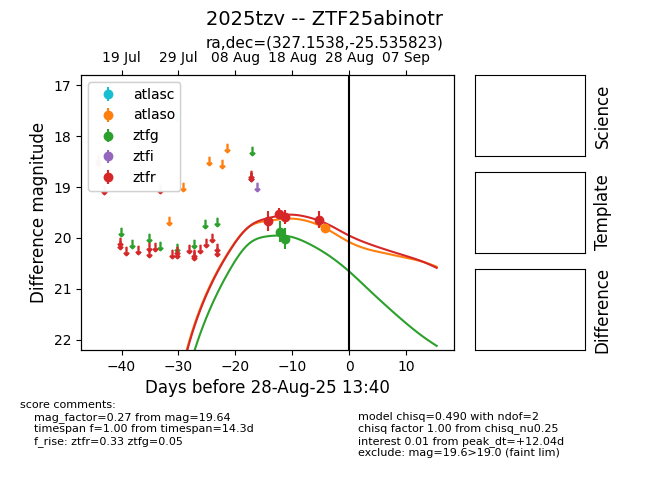 2025tzv -- ZTF25abinotr
ra,dec=(327.1538,-25.535823)
19 Jul 29 Jul 08 Aug 18 Aug 28 Aug 07 Sep
17
18
19
20
21
22
Difference magnitude
atlasc
atlaso
ztfg
ztfi
ztfr
−40 −30 −20 −10 0 10
Days before 28-Aug-25 13:40
Science
Template
Difference
score comments:
mag_factor=0.27 from mag=19.64
timespan f=1.00 from timespan=14.3d
f_rise: ztfr=0.33 ztfg=0.05
model chisq=0.490 with ndof=2
chisq factor 1.00 from chisq_nu0.25
interest 0.01 from peak_dt=+12.04d
exclude: mag=19.6>19.0 (faint lim)